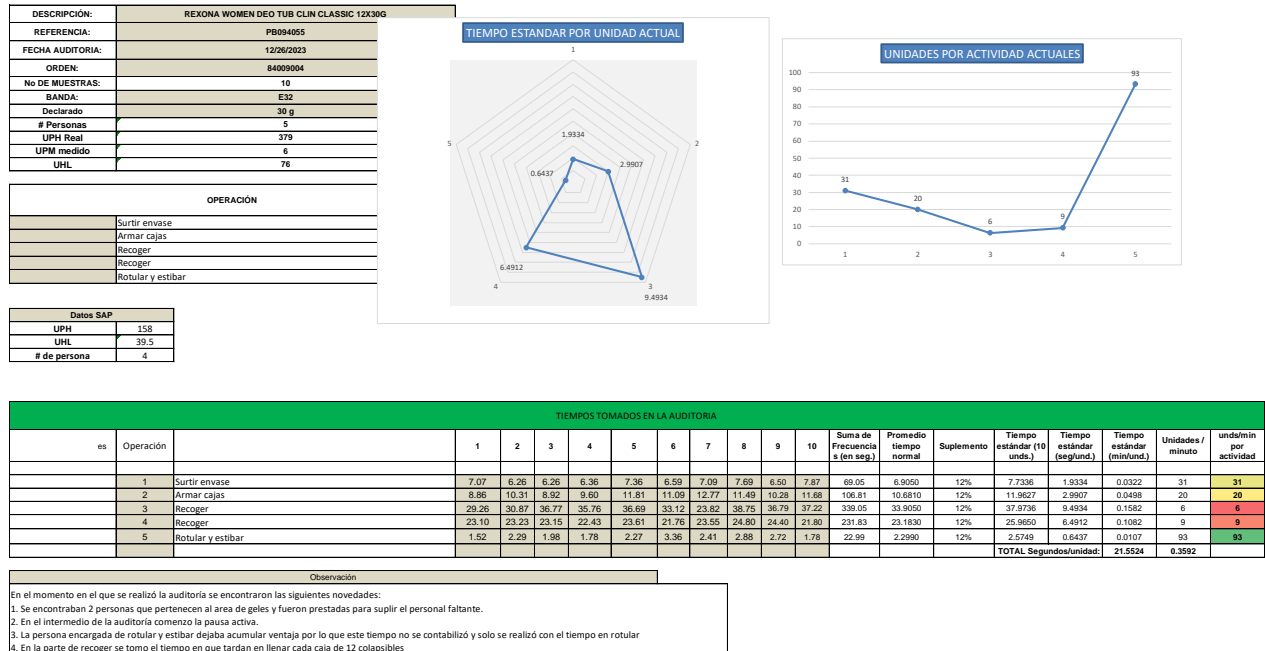 DESCRIPCIÓN: REXONA WOMEN DEO TUB CLIN CLASSIC 12X30G
REFERENCIA: PB094055
FECHA AUDITORIA: 12/26/2023
ORDEN: 84009004
No DE MUESTRAS: 10
BANDA: E32
Declarado 30 g
# Personas 5
UPH Real 379
UPM medido 6
UHL 76
OPERACIÓN
Surtir envase
Armar cajas
Recoger
Recoger
Rotular y estibar
TIEMPO ESTANDAR POR UNIDAD ACTUAL
1
1.9334
5
2
2.9907
0.6437
6.4912
4
3
9.4934
UNIDADES POR ACTIVIDAD ACTUALES
100
90
80
70
60
50
40
30
20
10
0
31
20
6
9
93
1 2 3 4 5
Datos SAP
UPH 158
UHL 39.5
# de persona 4
TIEMPOS TOMADOS EN LA AUDITORIA
es Operación 1 2 3 4 5 6 7 8 9 10 Suma de Frecuencias (en seg.) Promedio tiempo normal Suplemento Tiempo estándar (10 unds.) Tiempo estándar (seg/und.) Tiempo estándar (min/und.) Unidades / minuto unds/min por actividad
1 Surtir envase 7.07 6.26 6.26 6.36 7.36 6.59 7.09 7.69 6.50 7.87 69.05 6.9050 12% 7.7336 1.9334 0.0322 31 31
2 Armar cajas 8.86 10.31 8.92 9.60 11.81 11.09 12.77 11.49 10.28 11.68 106.81 10.6810 12% 11.9627 2.9907 0.0498 20 20
3 Recoger 29.26 30.87 36.77 35.76 36.69 33.12 23.82 38.75 36.79 37.22 339.05 33.9050 12% 37.9736 9.4934 0.1582 6 6
4 Recoger 23.10 23.23 23.15 22.43 23.61 21.76 23.55 24.80 24.40 21.80 231.83 23.1830 12% 25.9650 6.4912 0.1082 9 9
5 Rotular y estibar 1.52 2.29 1.98 1.78 2.27 3.36 2.41 2.88 2.72 1.78 22.99 2.2990 12% 2.5749 0.6437 0.0107 93 93
TOTAL Segundos/unidad: 21.5524 0.3592
Observación
En el momento en el que se realizó la auditoría se encontraron las siguientes novedades:
1. Se encontraban 2 personas que pertenecen al area de geles y fueron prestadas para suplir el personal faltante.
2. En el intermedio de la auditoría comenzo la pausa activa.
3. La persona encargada de rotular y estibar dejaba acumular ventaja por lo que este tiempo no se contabilizó y solo se realizó con el tiempo en rotular
4. En la parte de recoger se tomo el tiempo en que tardan en llenar cada caja de 12 colapsibles